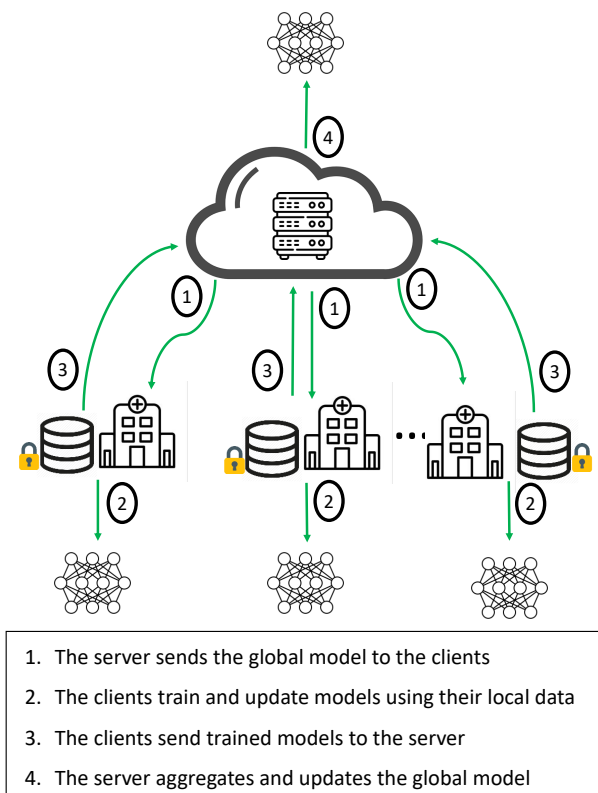 4
1
1
1
3
3
3
2
2
2
1. The server sends the global model to the clients
2. The clients train and update models using their local data
3. The clients send trained models to the server
4. The server aggregates and updates the global model